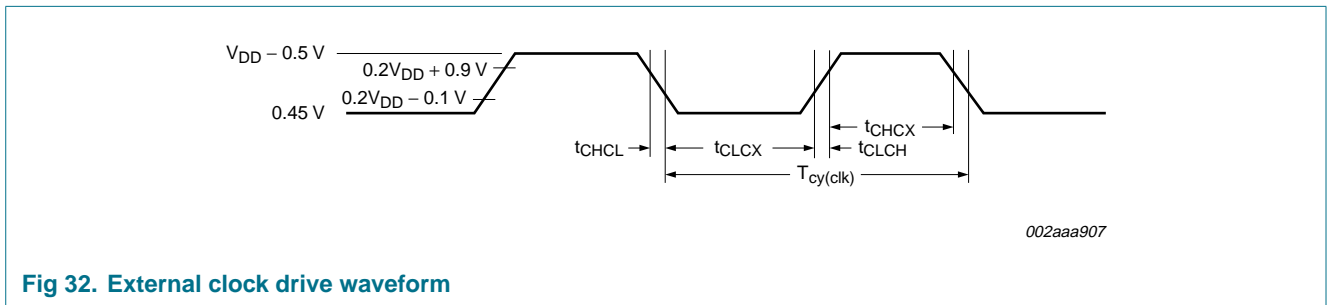 VDD − 0.5 V
0.2VDD + 0.9 V
0.2VDD − 0.1 V
0.45 V
tCHCX
tCHCL
tCLCX
tCLCH
Tcy(clk)
002aaa907
Fig 32. External clock drive waveform